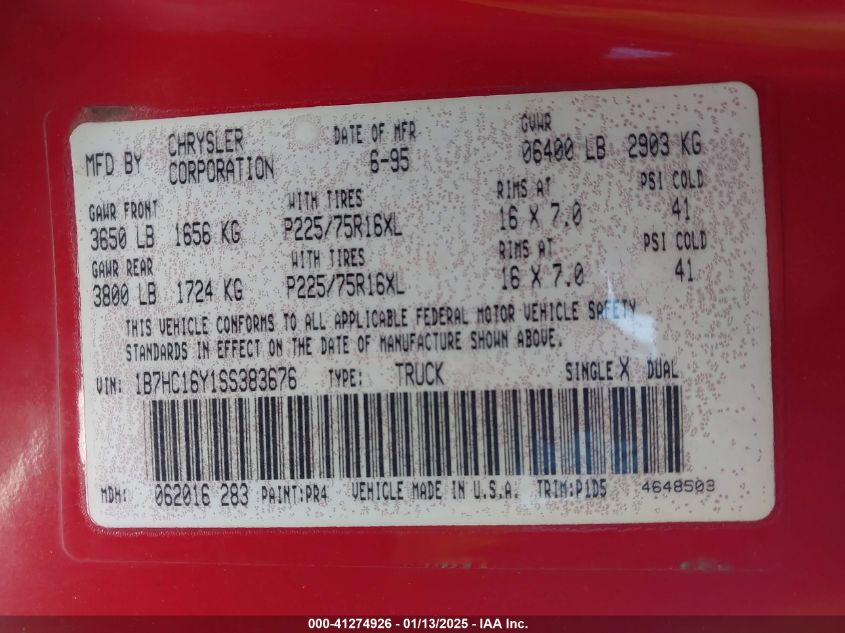 MFD BY CHRYSLER CORPORATION DATE OF MFR 6-95 GVWR 06400 LB 2903 KG
GAWR FRONT WITH TIRES RIMS AT PSI COLD
3650 LB 1656 KG P225/75R16XL 16 X 7.0 41
GAWR REAR WITH TIRES RIMS AT PSI COLD
3800 LB 1724 KG P225/75R16XL 16 X 7.0 41
THIS VEHICLE CONFORMS TO ALL APPLICABLE FEDERAL MOTOR VEHICLE SAFETY
STANDARDS IN EFFECT ON THE DATE OF MANUFACTURE SHOWN ABOVE.
VIN: 1B7HC16Y1SS383676 TYPE: TRUCK SINGLE X DUAL
MDH: 062016 283 PAINT:PR4 VEHICLE MADE IN U.S.A. TRIM:P1D5 4648503
000-41274926 - 01/13/2025 - IAA Inc.